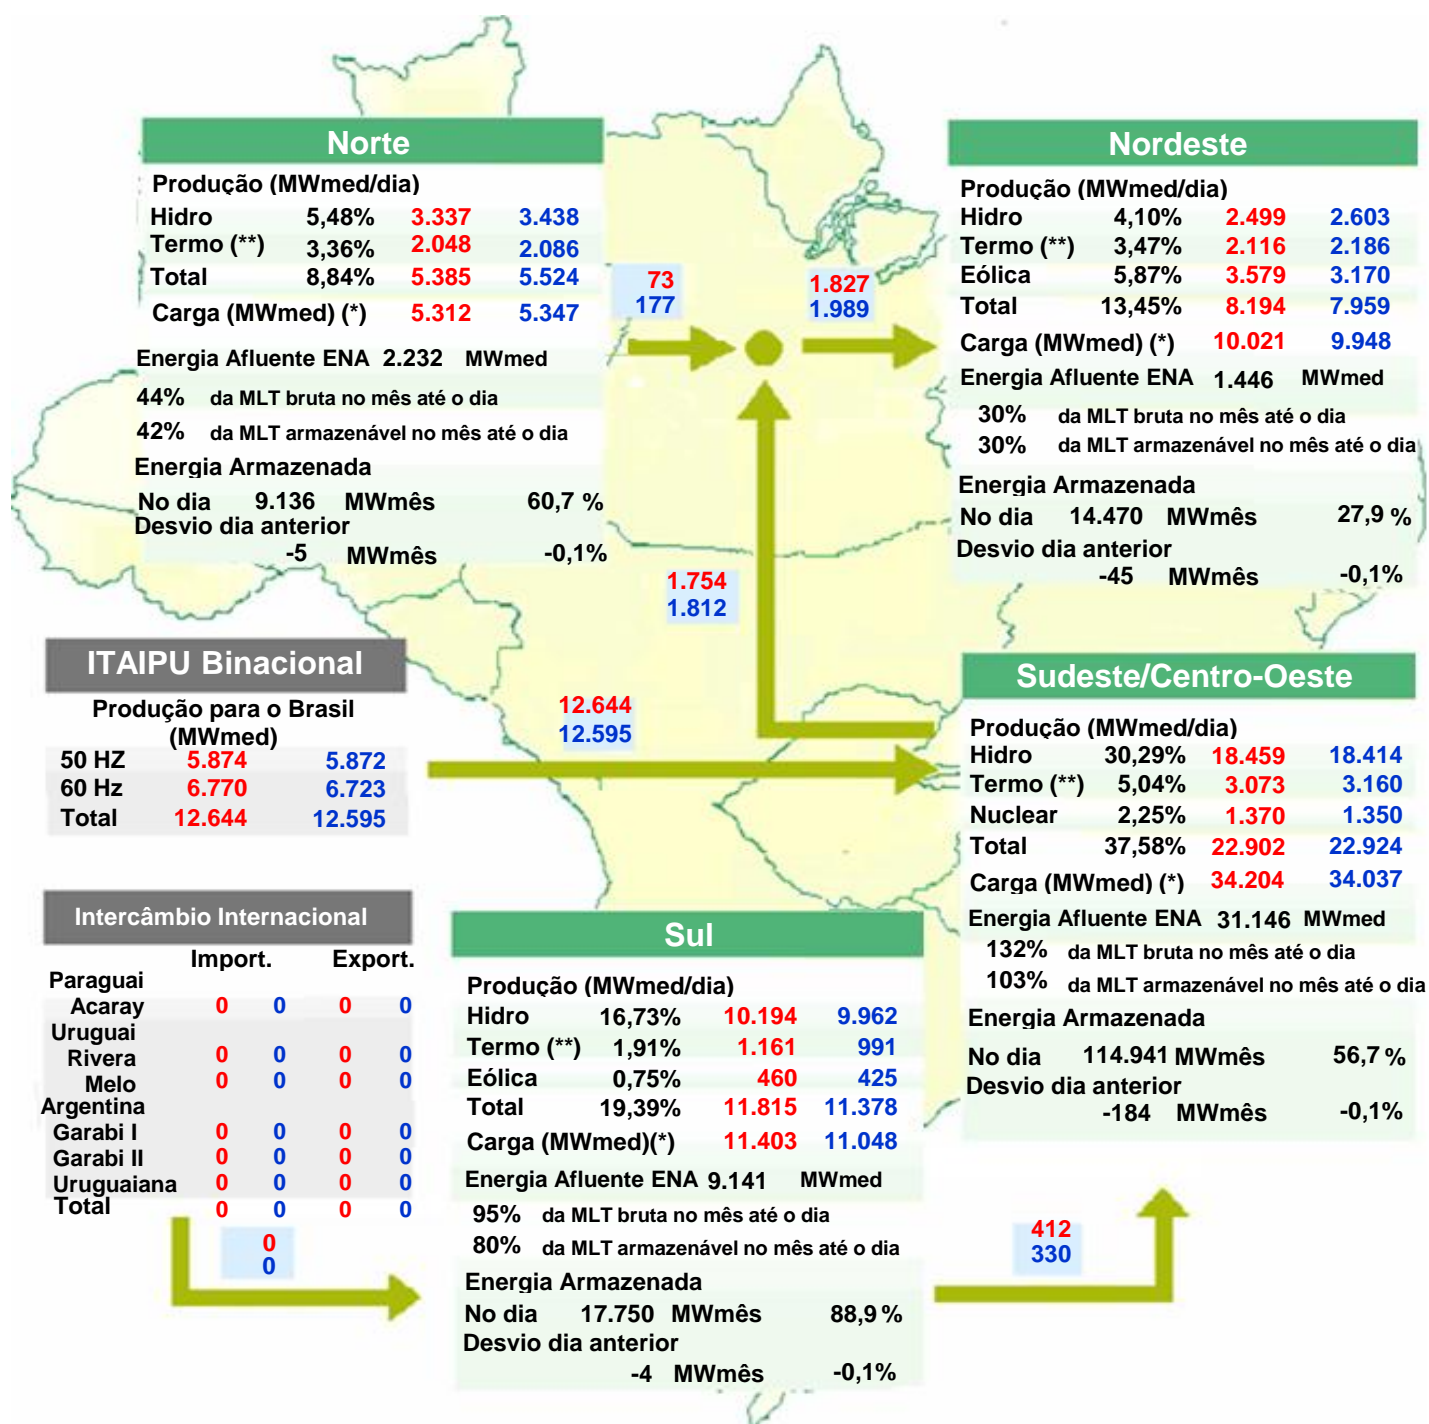 Norte
Produção (MWmed/dia)
Hidro 5,48% 3.337 3.438
Termo (**) 3,36% 2.048 2.086
Total 8,84% 5.385 5.524
Carga (MWmed) (*) 5.312 5.347
Energia Afluente ENA 2.232 MWmed
44% da MLT bruta no mês até o dia
42% da MLT armazenável no mês até o dia
Energia Armazenada
No dia 9.136 MWmês 60,7 %
Desvio dia anterior
-5 MWmês -0,1%
73
177
1.827
1.989
Nordeste
Produção (MWmed/dia)
Hidro 4,10% 2.499 2.603
Termo (**) 3,47% 2.116 2.186
Eólica 5,87% 3.579 3.170
Total 13,45% 8.194 7.959
Carga (MWmed) (*) 10.021 9.948
Energia Afluente ENA 1.446 MWmed
30% da MLT bruta no mês até o dia
30% da MLT armazenável no mês até o dia
Energia Armazenada
No dia 14.470 MWmês 27,9 %
Desvio dia anterior
-45 MWmês -0,1%
1.754
1.812
ITAIPU Binacional
Produção para o Brasil
(MWmed)
50 HZ 5.874 5.872
60 Hz 6.770 6.723
Total 12.644 12.595
12.644
12.595
Sudeste/Centro-Oeste
Produção (MWmed/dia)
Hidro 30,29% 18.459 18.414
Termo (**) 5,04% 3.073 3.160
Nuclear 2,25% 1.370 1.350
Total 37,58% 22.902 22.924
Carga (MWmed) (*) 34.204 34.037
Energia Afluente ENA 31.146 MWmed
132% da MLT bruta no mês até o dia
103% da MLT armazenável no mês até o dia
Energia Armazenada
No dia 114.941 MWmês 56,7 %
Desvio dia anterior
-184 MWmês -0,1%
Intercâmbio Internacional
Import. Export.
Paraguai
Acaray 0 0 0 0
Uruguai
Rivera 0 0 0 0
Melo 0 0 0 0
Argentina
Garabi I 0 0 0 0
Garabi II 0 0 0 0
Uruguaiana 0 0 0 0
Total 0 0 0 0
0
0
Sul
Produção (MWmed/dia)
Hidro 16,73% 10.194 9.962
Termo (**) 1,91% 1.161 991
Eólica 0,75% 460 425
Total 19,39% 11.815 11.378
Carga (MWmed)(*) 11.403 11.048
Energia Afluente ENA 9.141 MWmed
95% da MLT bruta no mês até o dia
80% da MLT armazenável no mês até o dia
Energia Armazenada
No dia 17.750 MWmês 88,9 %
Desvio dia anterior
-4 MWmês -0,1%
412
330